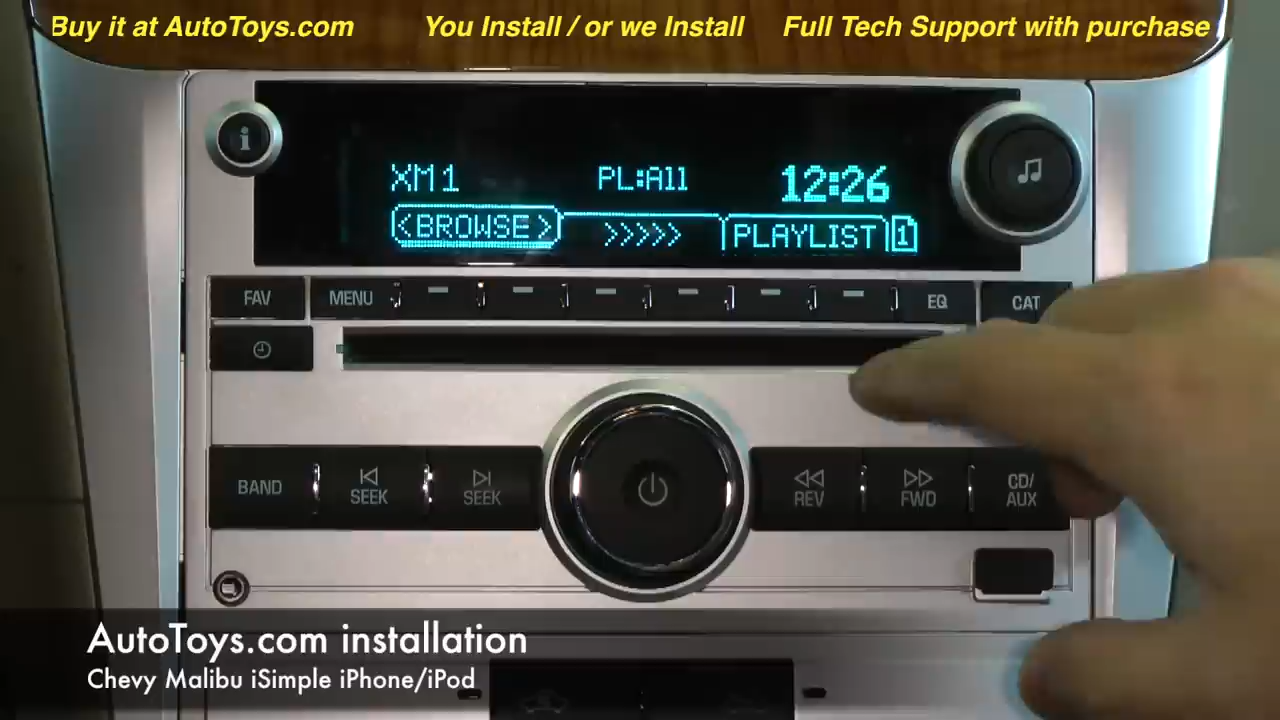 Buy it at AutoToys.com You Install / or we Install Full Tech Support with purchase
XM1 PL:All 12:26
<BROWSE> >>>>> PLAYLIST 1
FAV MENU EQ CAT
BAND SEEK SEEK REV FWD CD/
AUX
AutoToys.com installation
Chevy Malibu iSimple iPhone/iPod